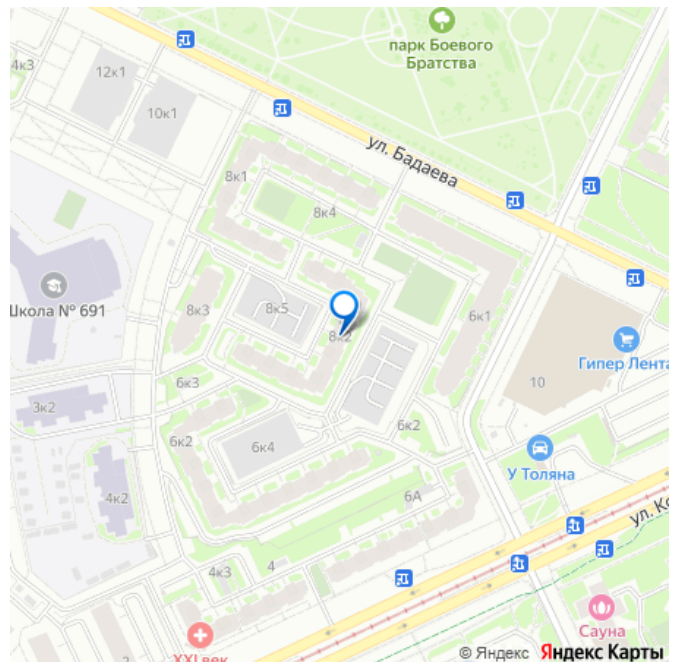 парк Боевого
Братства
4к3
12к1
10к1
ул. Бадаева
8к1
8к4
Школа № 691
8к3
8к5
8к2
6к1
Гипер Лента
10
6к3
3к2
6к2
6к4
6к2
У Толяна
4к2
6А
ул. Ко
4
4к3
Сауна
XXI век
© Яндекс Яндекс Карты